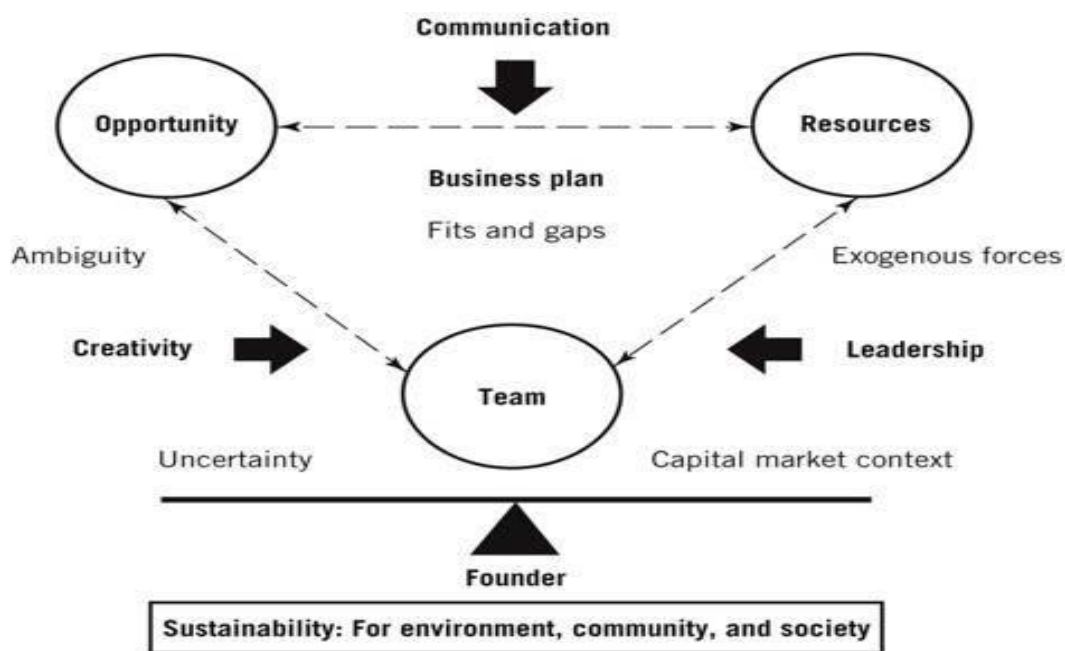 Communication
Opportunity
Resources
Business plan
Fits and gaps
Ambiguity
Exogenous forces
Creativity
Leadership
Team
Uncertainty
Capital market context
Founder
Sustainability: For environment, community, and society